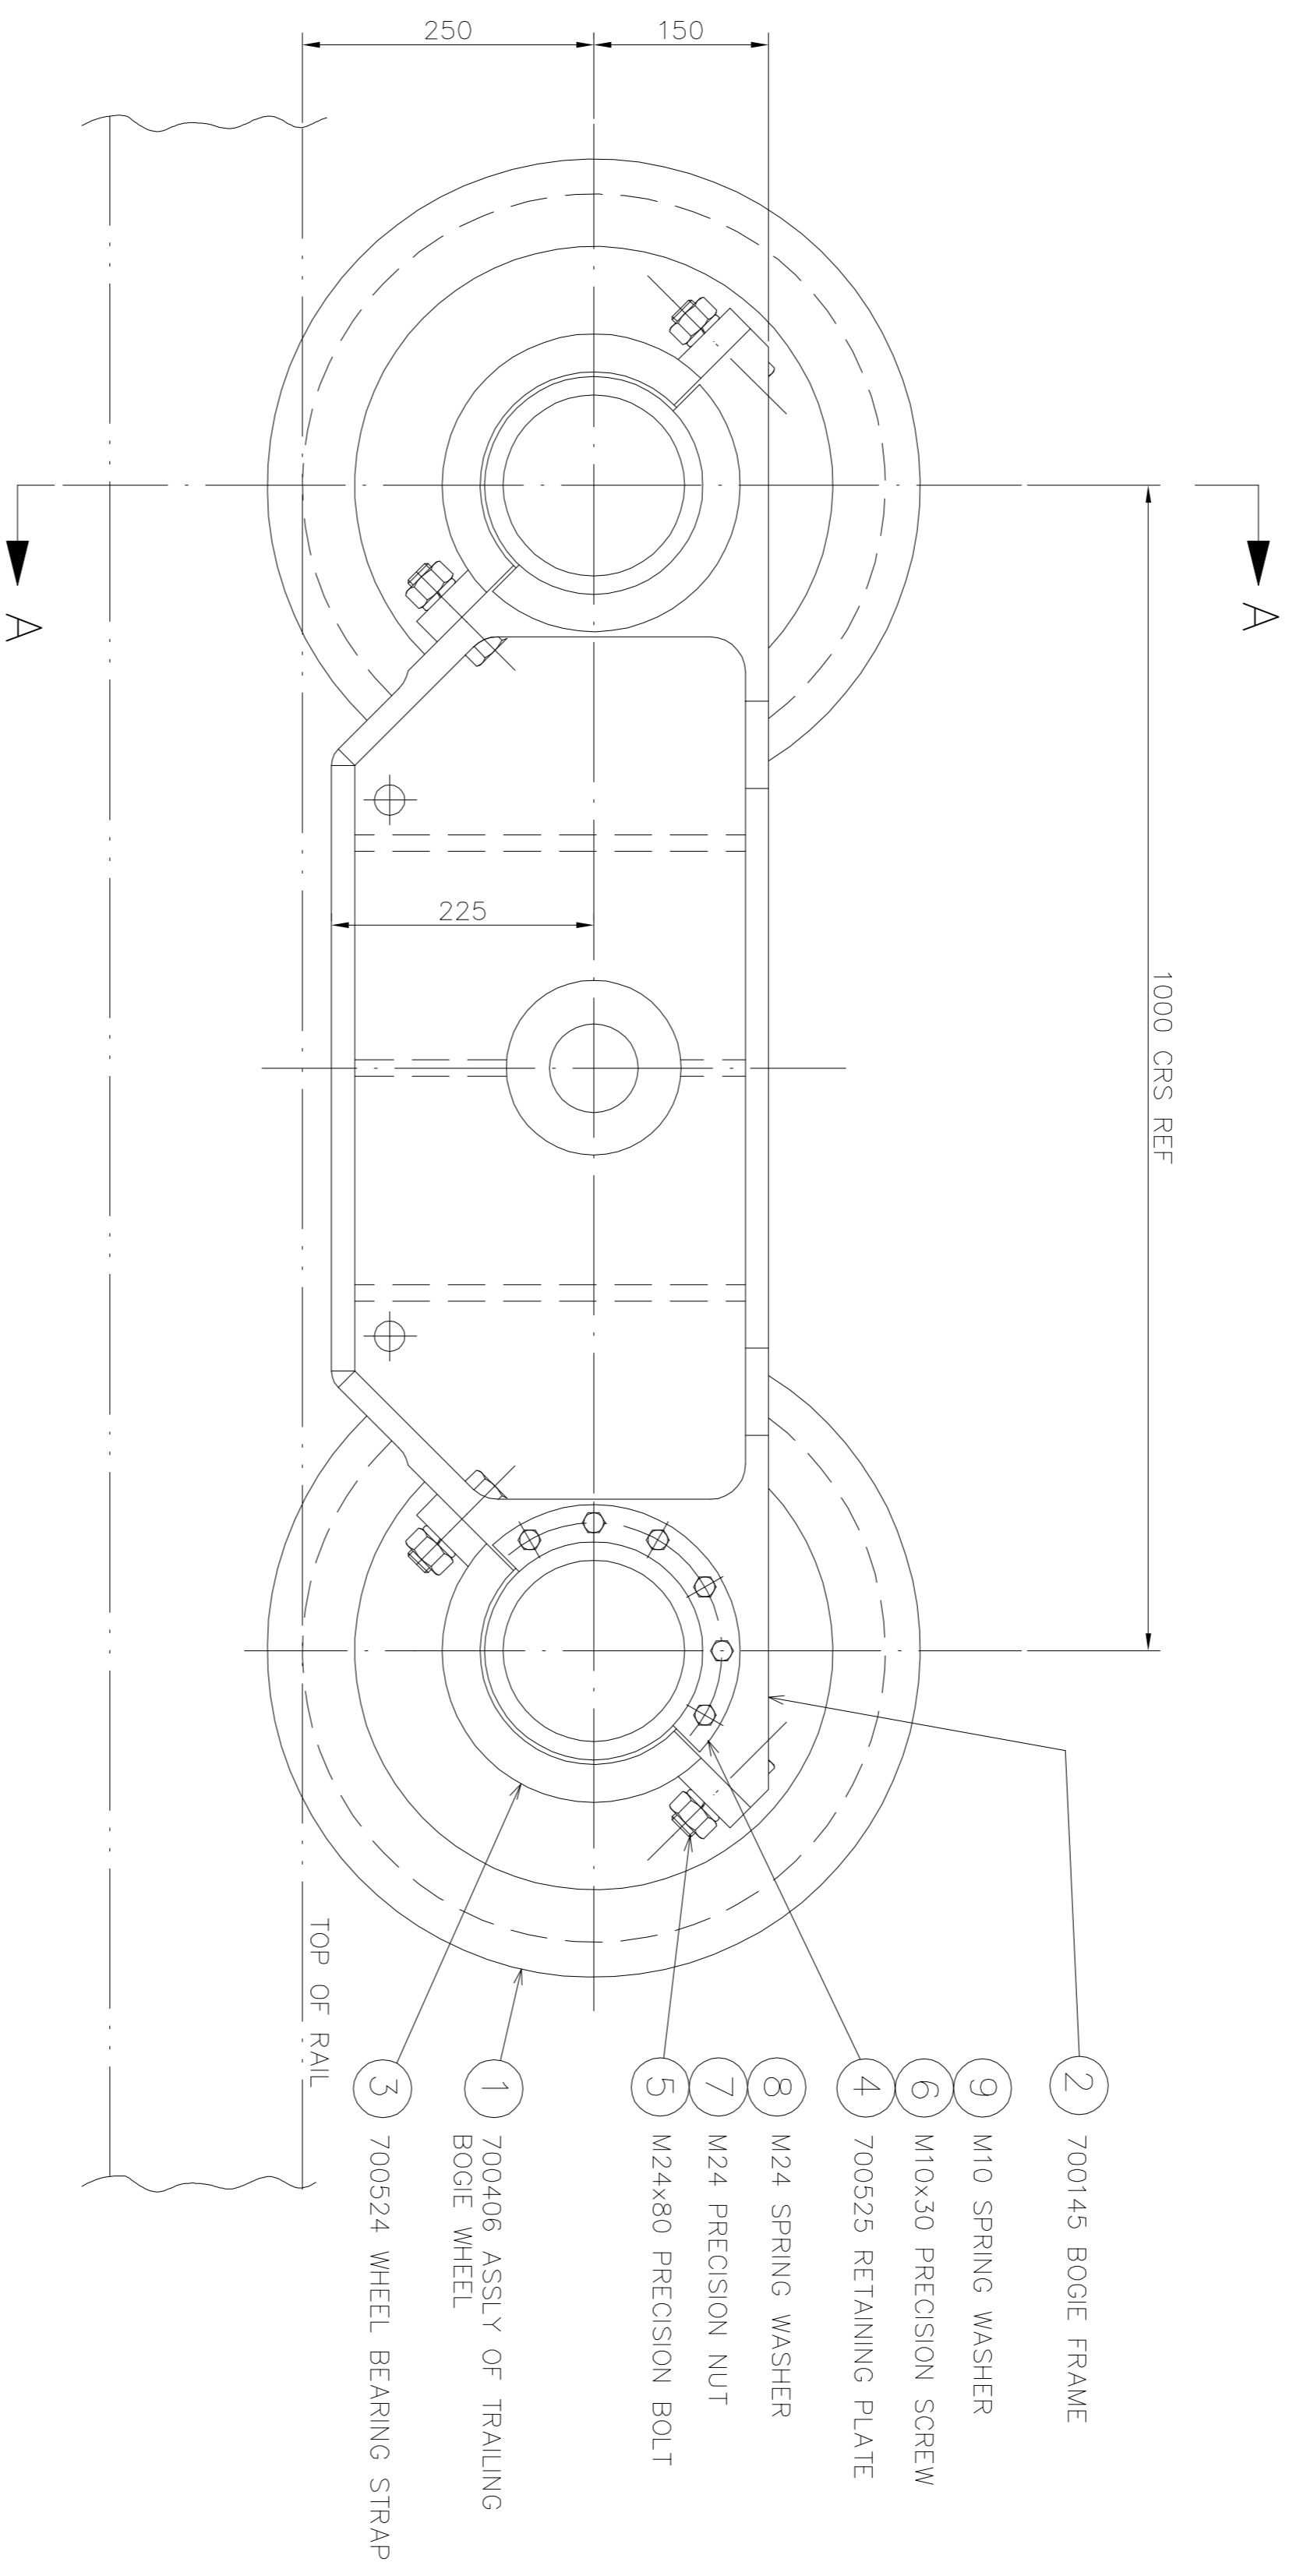 250
150
A
A
225
1000 CRS REF
2 700145 BOGIE FRAME
9 M10 SPRING WASHER
6 M10x30 PRECISION SCREW
4 700525 RETAINING PLATE
8 M24 SPRING WASHER
7 M24 PRECISION NUT
5 M24x80 PRECISION BOLT
1 700406 ASSLY OF TRAILING
BOGIE WHEEL
3 700524 WHEEL BEARING STRAP
TOP OF RAIL